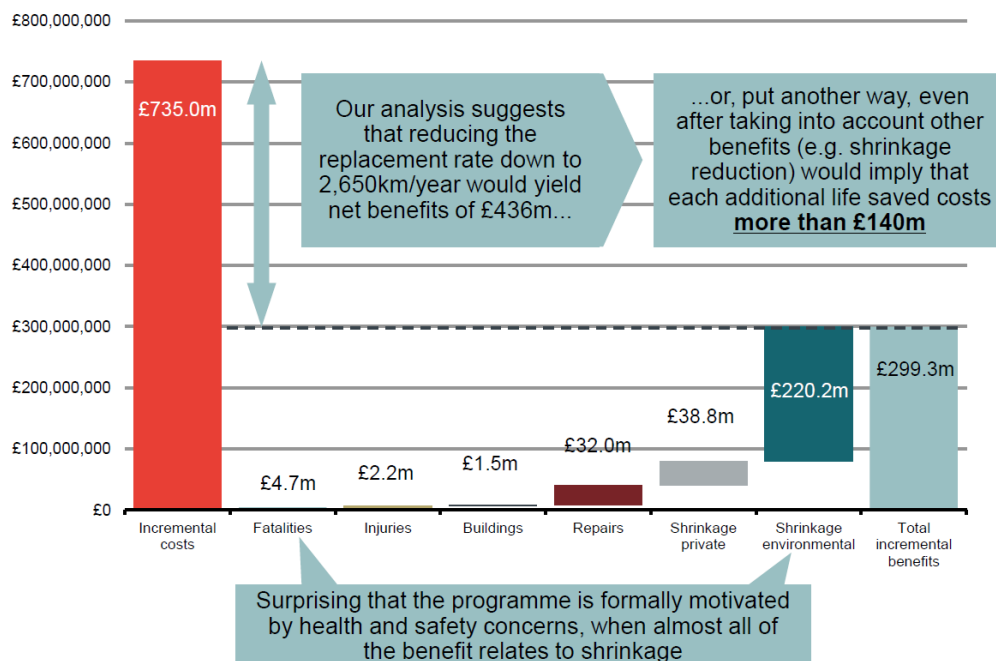 £800,000,000
£700,000,000
£600,000,000
£500,000,000
£400,000,000
£300,000,000
£200,000,000
£100,000,000
£0
£735.0m
Our analysis suggests
that reducing the
replacement rate down to
2,650km/year would yield
net benefits of £436m...
...or, put another way, even
after taking into account other
benefits (e.g. shrinkage
reduction) would imply that
each additional life saved costs
more than £140m
£4.7m
£2.2m
£1.5m
£32.0m
£38.8m
£220.2m
£299.3m
Incremental
costs
Fatalities
Injuries
Buildings
Repairs
Shrinkage
private
Shrinkage
environmental
Total
incremental
benefits
Surprising that the programme is formally motivated
by health and safety concerns, when almost all of
the benefit relates to shrinkage